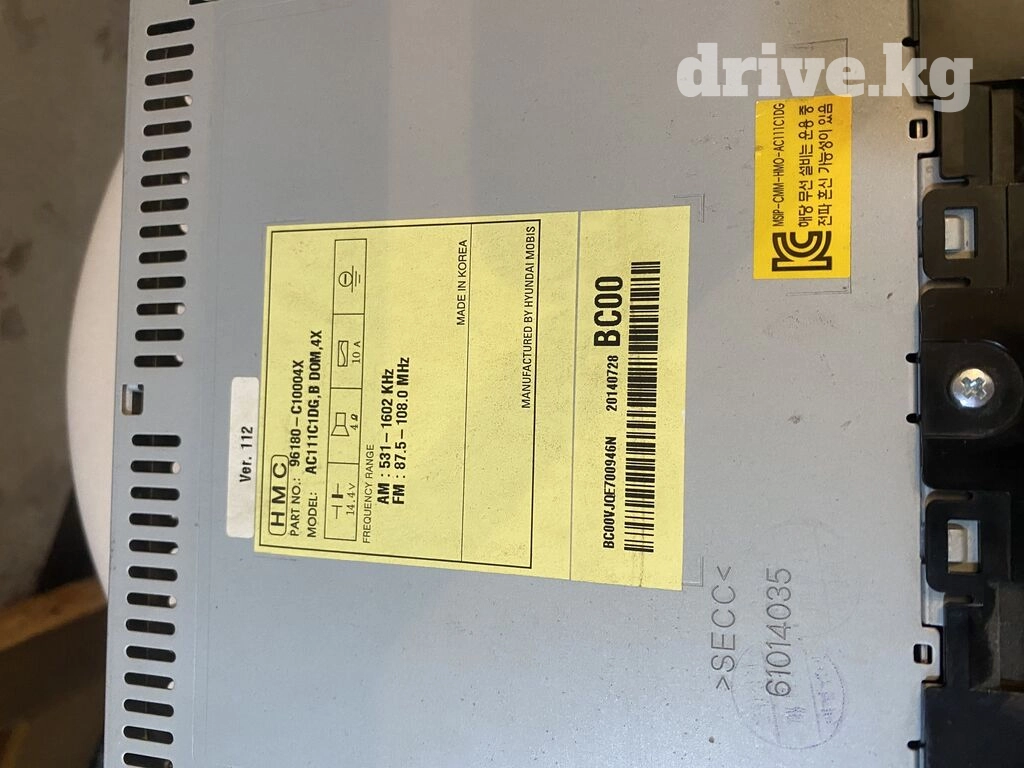 drive.kg
Ver. 112
HMC
PART NO.: 96180-C10004X
MODEL: AC111C1DG,B DOM,4X
14.4V 4Ω 10 A
FREQUENCY RANGE
AM : 531-1602 KHz
FM : 87.5-108.0 MHz
MADE IN KOREA
MANUFACTURED BY HYUNDAI MOBIS
BC00VJQE700946N 20140728 BC00
MSIP-CMM-HMO-AC111C1DG
해당 무선 설비는 운용 중
전파 혼신 가능성이 있음
>SECC<
61014035